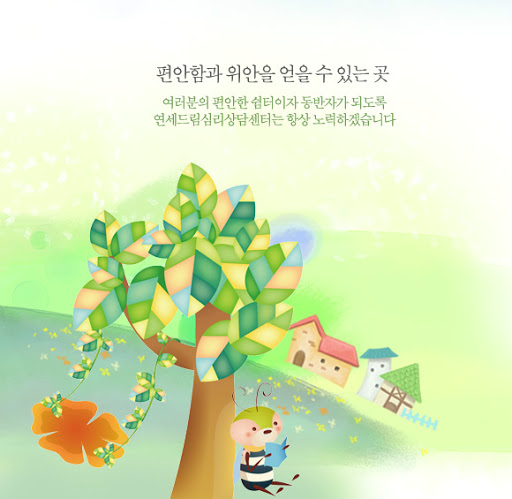 편안함과 위안을 얻을 수 있는 곳
여러분의 편안한 쉼터이자 동반자가 되도록
연세드림심리상담센터는 항상 노력하겠습니다